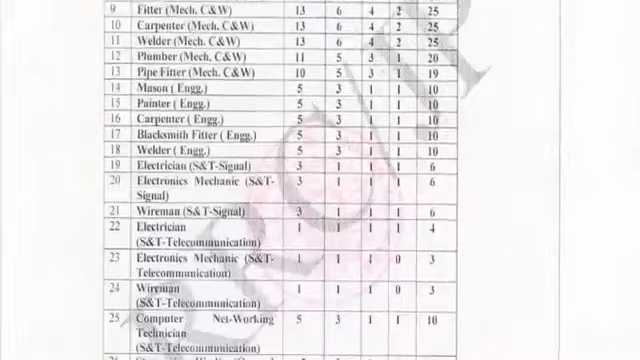 9 Fitter (Mech. C&W) 13 6 4 2 25
10 Carpenter (Mech. C&W) 13 6 4 2 25
11 Welder (Mech. C&W) 13 6 4 2 25
12 Plumber (Mech. C&W) 11 5 3 1 20
13 Pipe Fitter (Mech. C&W) 10 5 3 1 19
14 Mason ( Engg.) 5 3 1 1 10
15 Painter ( Engg.) 5 3 1 1 10
16 Carpenter ( Engg.) 5 3 1 1 10
17 Blacksmith Fitter ( Engg.) 5 3 1 1 10
18 Welder ( Engg.) 5 3 1 1 10
19 Electrician (S&T-Signal) 3 1 1 1 6
20 Electronics Mechanic (S&T- 3 1 1 1 6
Signal)
21 Wireman (S&T-Signal) 3 1 1 1 6
22 Electrician 1 1 1 1 4
(S&T-Telecommunication)
23 Electronics Mechanic (S&T- 1 1 1 0 3
Telecommunication)
24 Wireman 1 1 1 0 3
(S&T-Telecommunication)
25 Computer Net-Working 5 3 1 1 10
Technician
(S&T-Telecommunication)